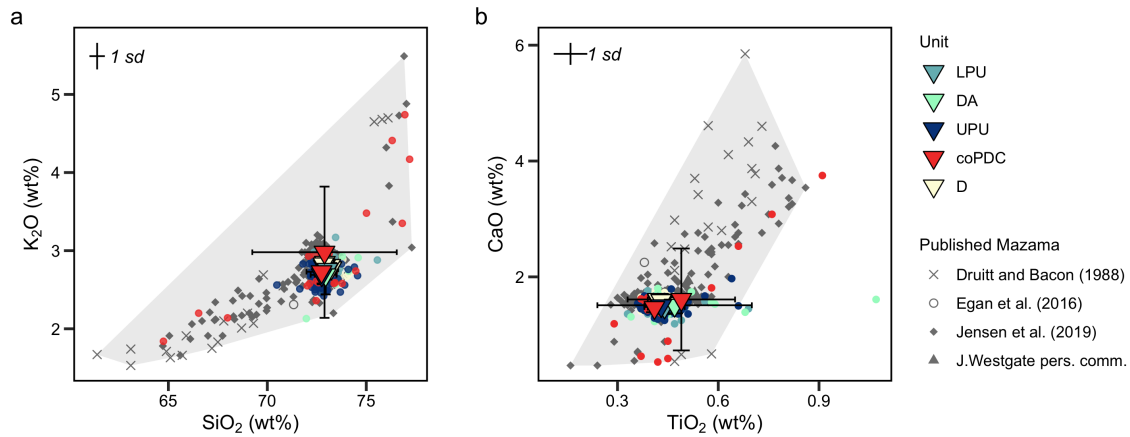 a
1 sd
5
4
3
2
K₂O (wt%)
65
70
75
SiO₂ (wt%)
b
1 sd
6
4
2
CaO (wt%)
0.3
0.6
0.9
TiO₂ (wt%)
Unit
LPU
DA
UPU
coPDC
D
Published Mazama
Druitt and Bacon (1988)
Egan et al. (2016)
Jensen et al. (2019)
J.Westgate pers. comm.